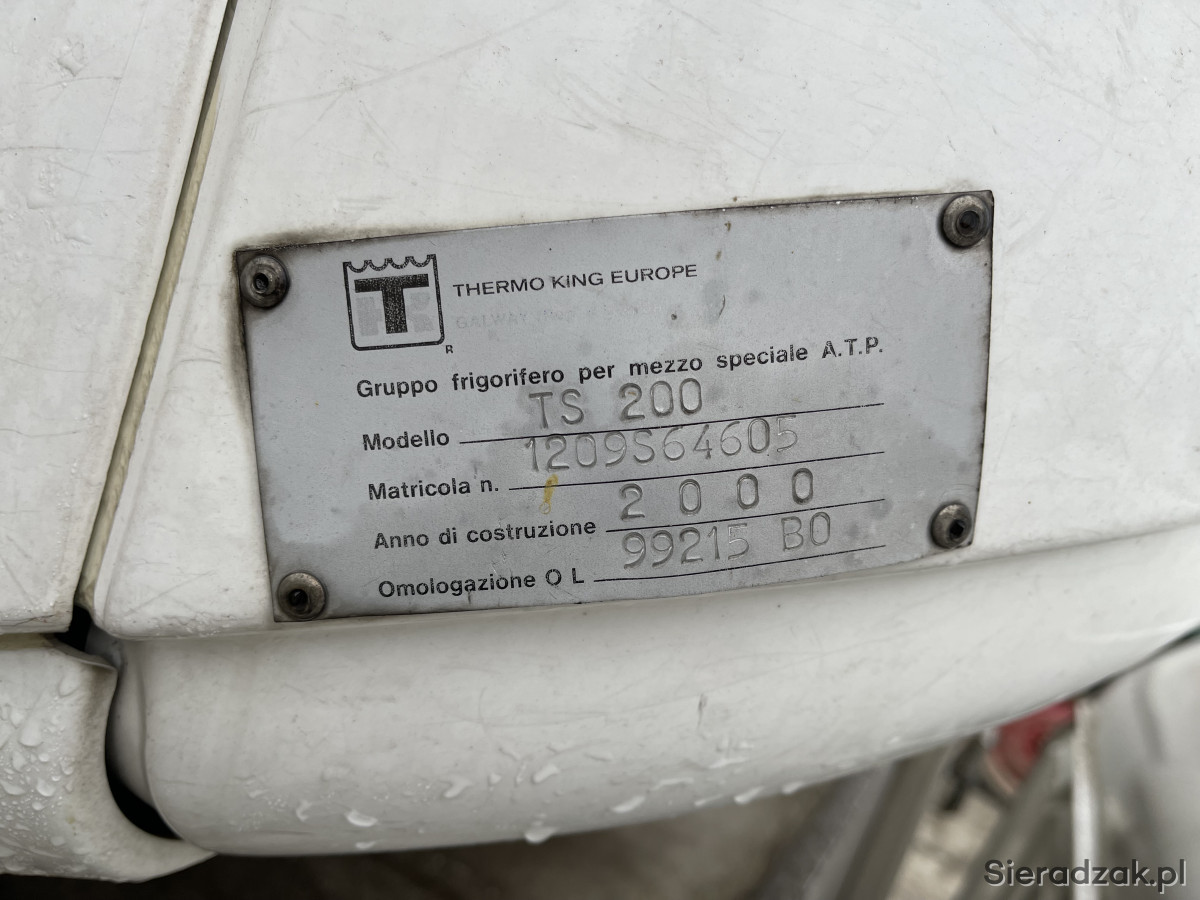 THERMO KING EUROPE
GALWAY
R
Gruppo frigorifero per mezzo speciale A.T.P.
Modello TS 200
Matricola n. 1209S64605
Anno di costruzione 2000
Omologazione O L 99215 BO
Sieradzak.pl